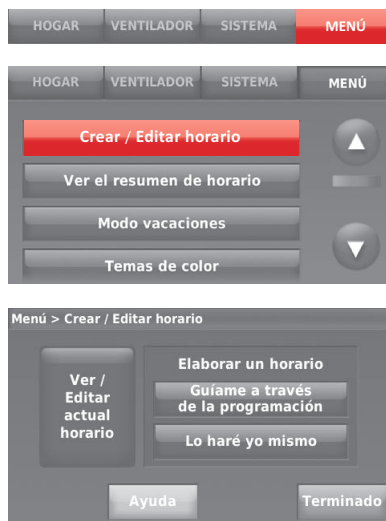 HOGAR VENTILADOR SISTEMA MENÚ
HOGAR VENTILADOR SISTEMA MENÚ
Crear / Editar horario
Ver el resumen de horario
Modo vacaciones
Temas de color
Menú > Crear / Editar horario
Ver /
Editar
actual
horario
Elaborar un horario
Guíame a través
de la programación
Lo haré yo mismo
Ayuda Terminado